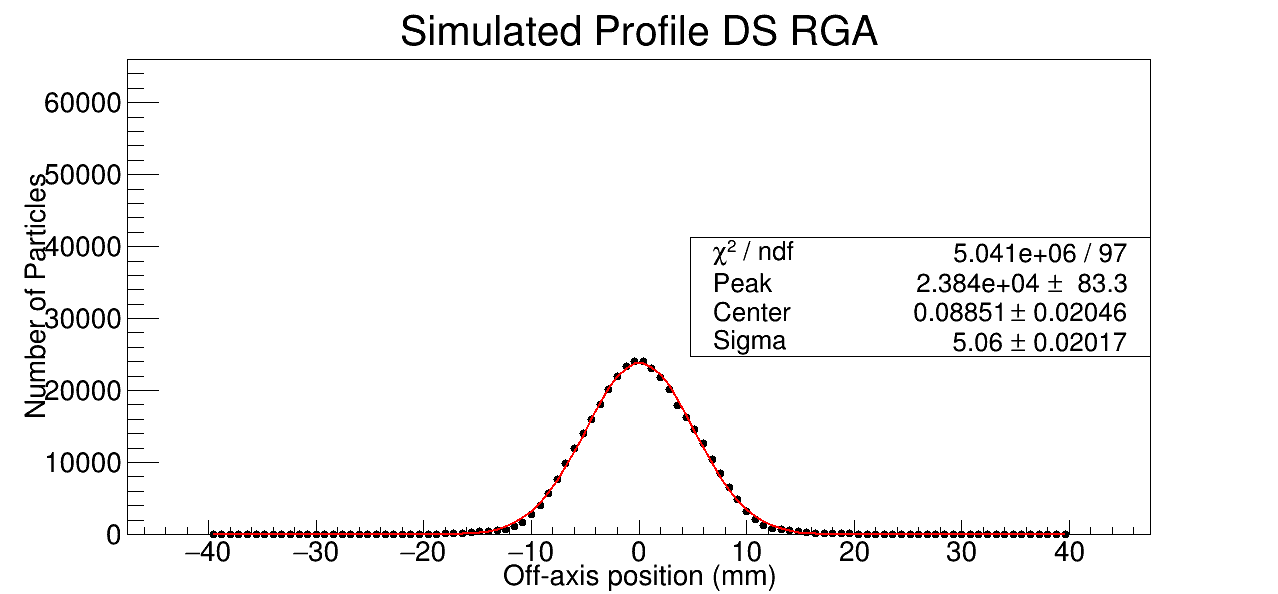 Simulated Profile DS RGA
60000
50000
40000
30000
20000
10000
0
Number of Particles
χ² / ndf 5.041e+06 / 97
Peak 2.384e+04 ± 83.3
Center 0.08851 ± 0.02046
Sigma 5.06 ± 0.02017
−40 −30 −20 −10 0 10 20 30 40
Off-axis position (mm)